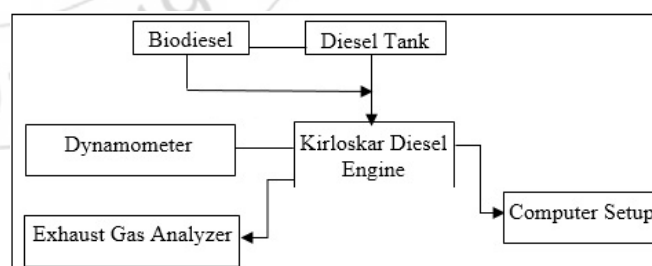 Biodiesel
Diesel Tank
Dynamometer
Kirloskar Diesel
Engine
Computer Setup
Exhaust Gas Analyzer